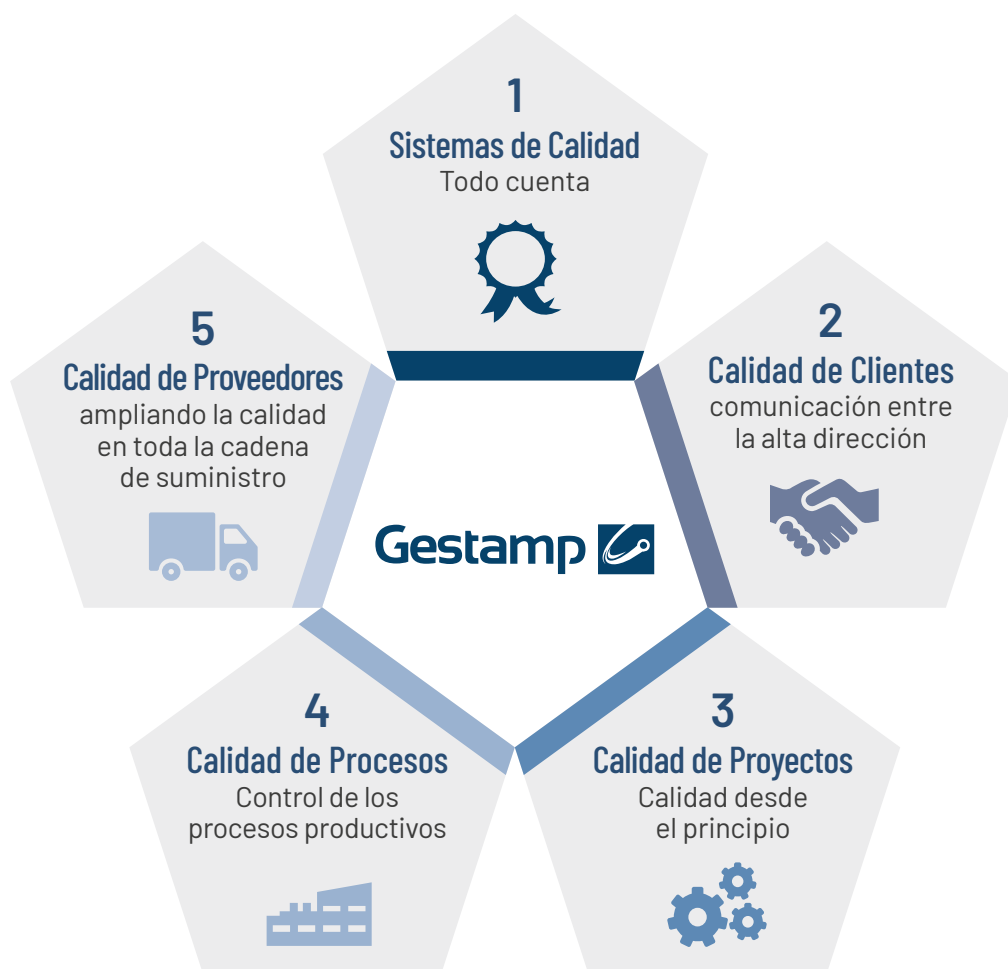 1
Sistemas de Calidad
Todo cuenta
2
Calidad de Clientes
comunicación entre
la alta dirección
3
Calidad de Proyectos
Calidad desde
el principio
4
Calidad de Procesos
Control de los
procesos productivos
5
Calidad de Proveedores
ampliando la calidad
en toda la cadena
de suministro
Gestamp